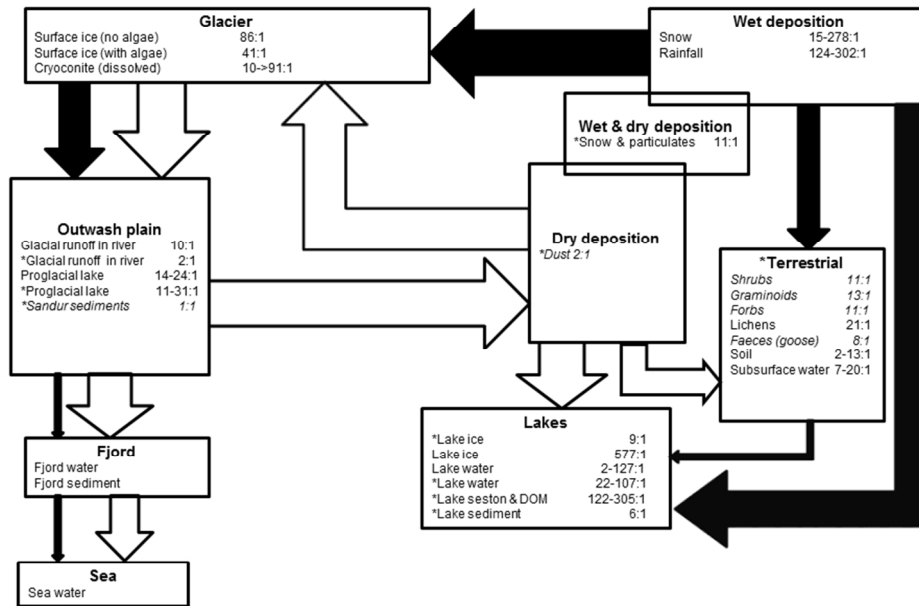 Glacier
Surface ice (no algae) 86:1
Surface ice (with algae) 41:1
Cryoconite (dissolved) 10->91:1
Wet deposition
Snow 15-278:1
Rainfall 124-302:1
Wet & dry deposition
*Snow & particulates 11:1
Outwash plain
Glacial runoff in river 10:1
*Glacial runoff in river 2:1
Proglacial lake 14-24:1
*Proglacial lake 11-31:1
*Sandur sediments 1:1
Dry deposition
*Dust 2:1
*Terrestrial
Shrubs 11:1
Graminoids 13:1
Forbs 11:1
Lichens 21:1
Faeces (goose) 8:1
Soil 2-13:1
Subsurface water 7-20:1
Lakes
*Lake ice 9:1
Lake ice 577:1
Lake water 2-127:1
*Lake water 22-107:1
*Lake seston & DOM 122-305:1
*Lake sediment 6:1
Fjord
Fjord water
Fjord sediment
Sea
Sea water